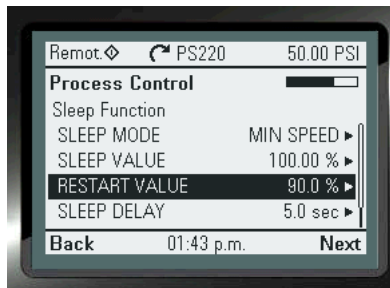 Remot. PS220 50.00 PSI
Process Control
Sleep Function
SLEEP MODE MIN SPEED
SLEEP VALUE 100.00 %
RESTART VALUE 90.0 %
SLEEP DELAY 5.0 sec
Back 01:43 p.m. Next